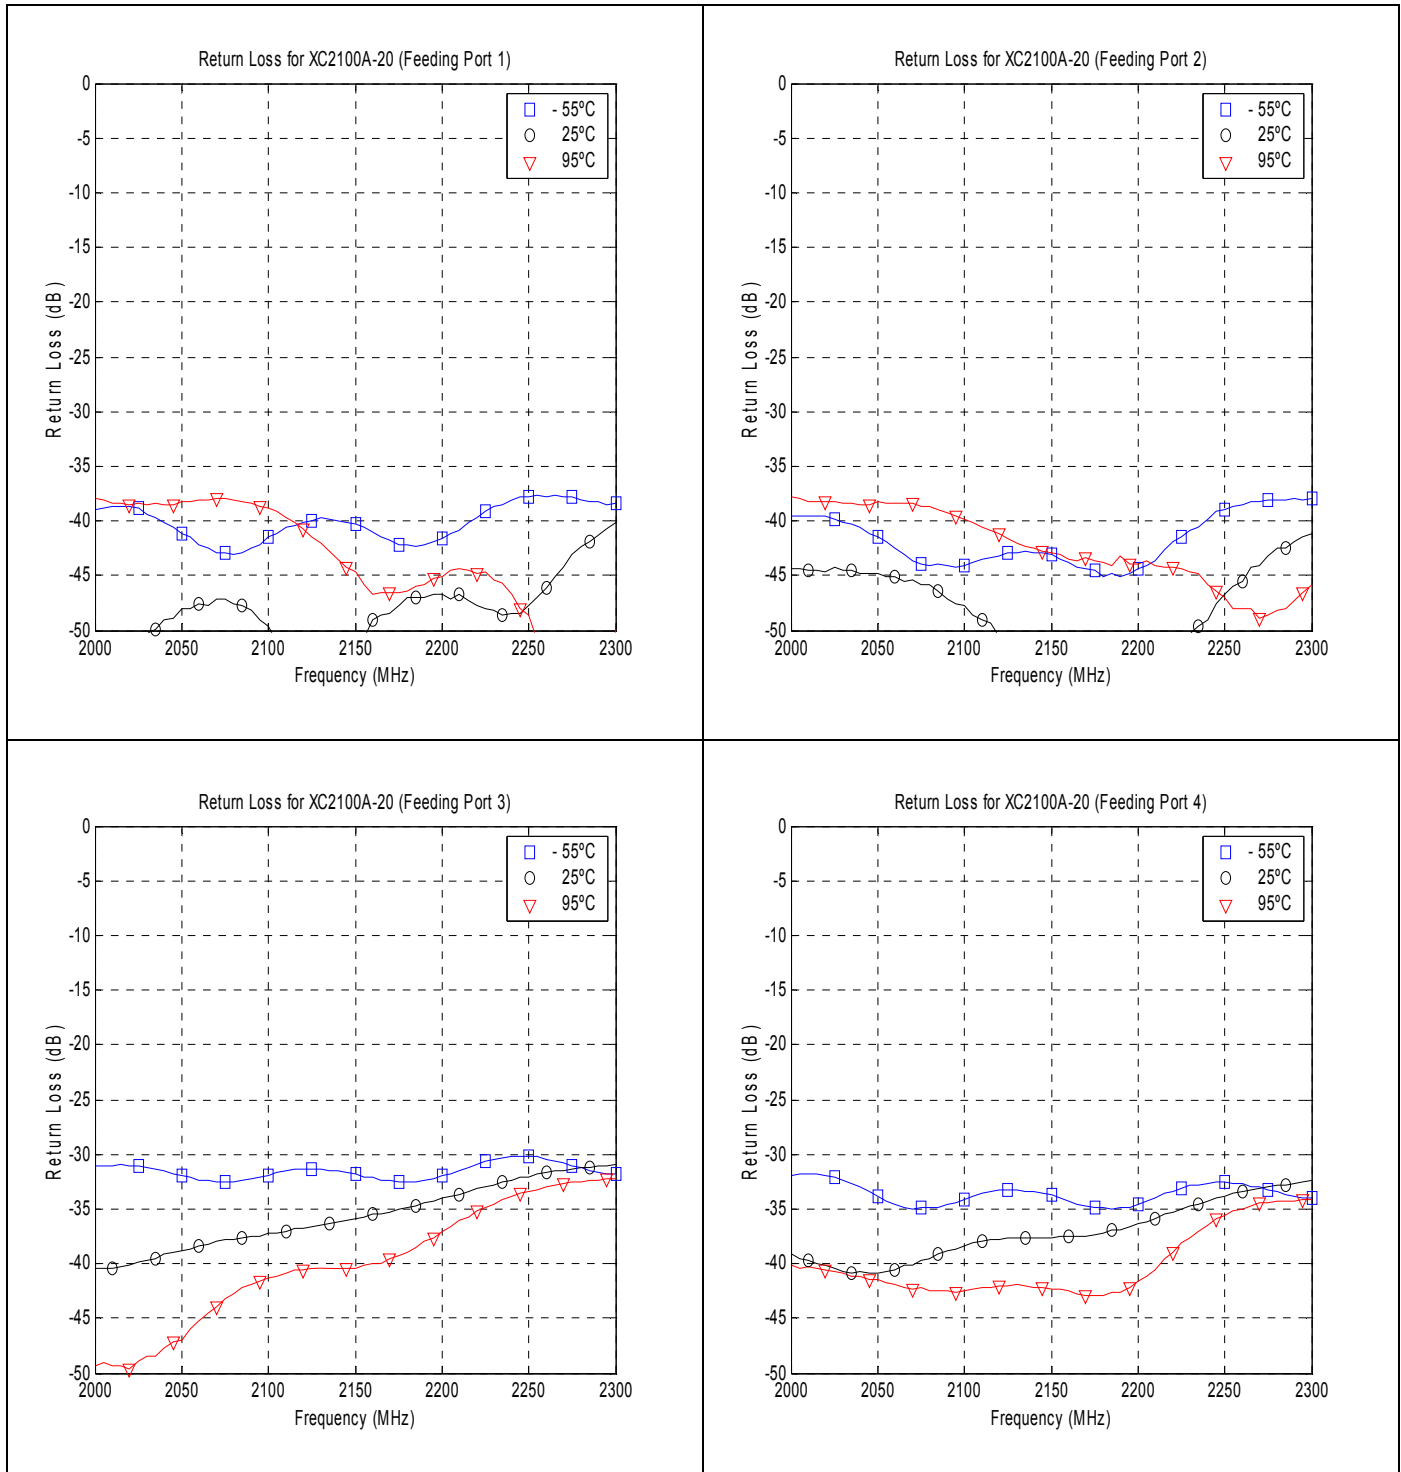 Return Loss for XC2100A-20 (Feeding Port 1)
0
-5
-10
-15
-20
-25
-30
-35
-40
-45
-50
Return Loss (dB)
- 55ºC
25ºC
95ºC
2000 2050 2100 2150 2200 2250 2300
Frequency (MHz)
Return Loss for XC2100A-20 (Feeding Port 2)
0
-5
-10
-15
-20
-25
-30
-35
-40
-45
-50
Return Loss (dB)
- 55ºC
25ºC
95ºC
2000 2050 2100 2150 2200 2250 2300
Frequency (MHz)
Return Loss for XC2100A-20 (Feeding Port 3)
0
-5
-10
-15
-20
-25
-30
-35
-40
-45
-50
Return Loss (dB)
- 55ºC
25ºC
95ºC
2000 2050 2100 2150 2200 2250 2300
Frequency (MHz)
Return Loss for XC2100A-20 (Feeding Port 4)
0
-5
-10
-15
-20
-25
-30
-35
-40
-45
-50
Return Loss (dB)
- 55ºC
25ºC
95ºC
2000 2050 2100 2150 2200 2250 2300
Frequency (MHz)